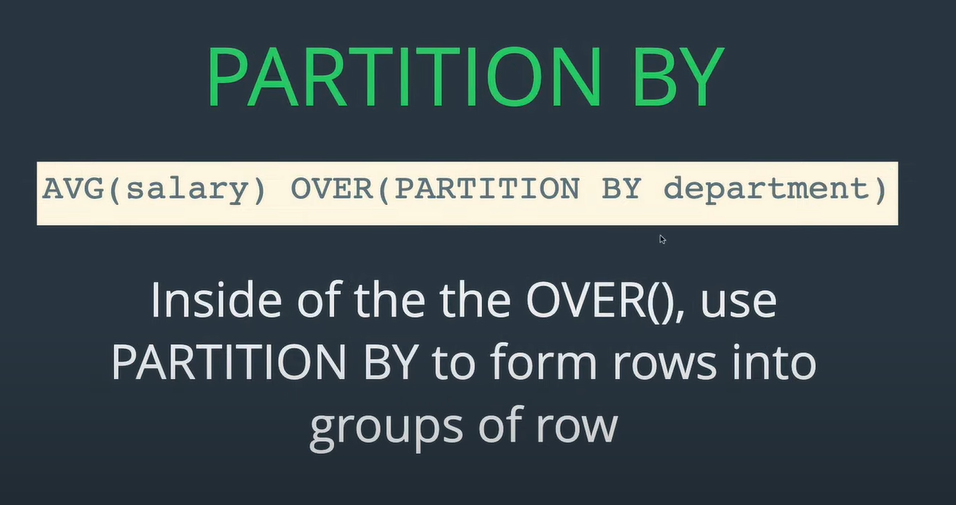 PARTITION BY
AVG(salary) OVER(PARTITION BY department)
Inside of the the OVER(), use
PARTITION BY to form rows into
groups of row